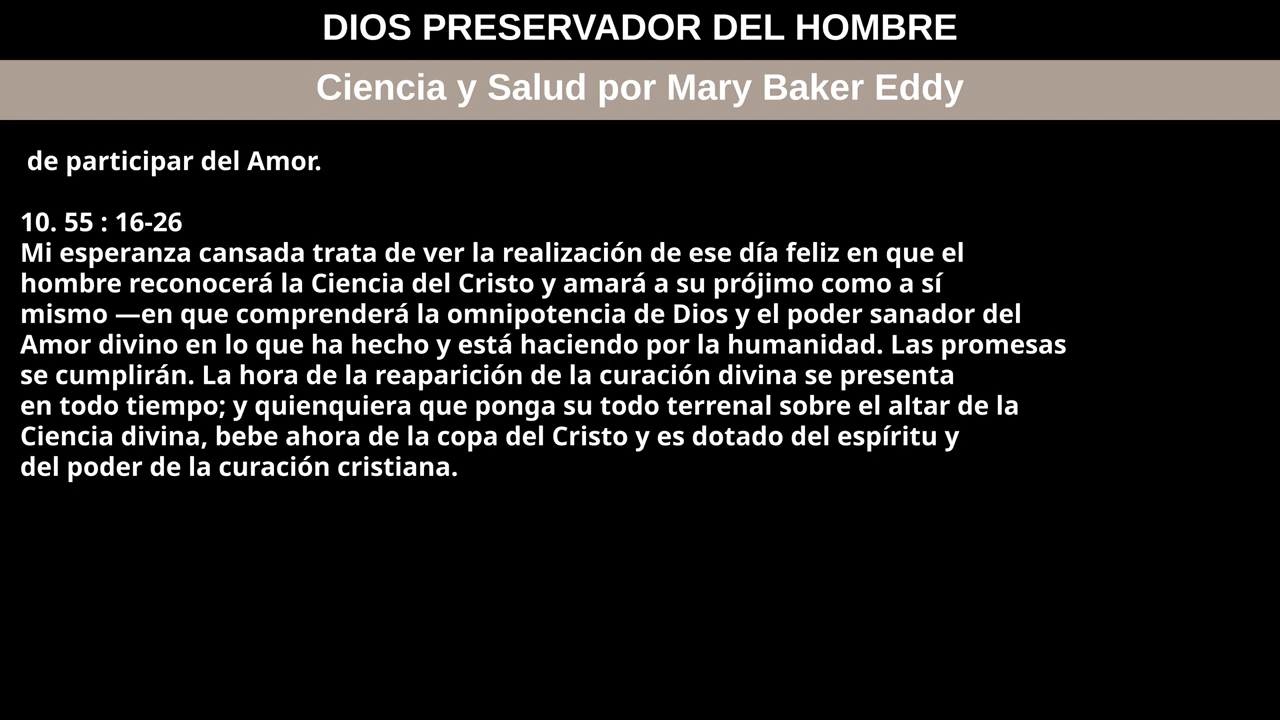 DIOS PRESERVADOR DEL HOMBRE
Ciencia y Salud por Mary Baker Eddy
de participar del Amor.
10. 55 : 16-26
Mi esperanza cansada trata de ver la realización de ese día feliz en que el
hombre reconocerá la Ciencia del Cristo y amará a su prójimo como a sí
mismo —en que comprenderá la omnipotencia de Dios y el poder sanador del
Amor divino en lo que ha hecho y está haciendo por la humanidad. Las promesas
se cumplirán. La hora de la reaparición de la curación divina se presenta
en todo tiempo; y quienquiera que ponga su todo terrenal sobre el altar de la
Ciencia divina, bebe ahora de la copa del Cristo y es dotado del espíritu y
del poder de la curación cristiana.